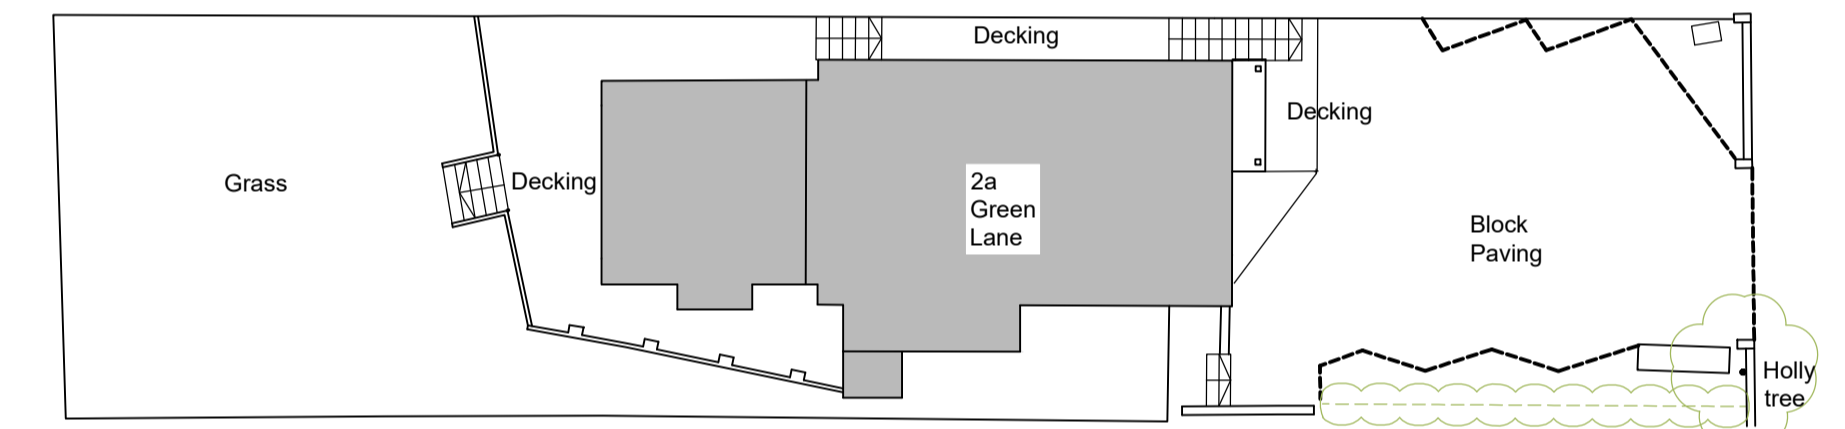 Decking
Decking
Grass
Decking
2a
Green
Lane
Block
Paving
Holly
tree